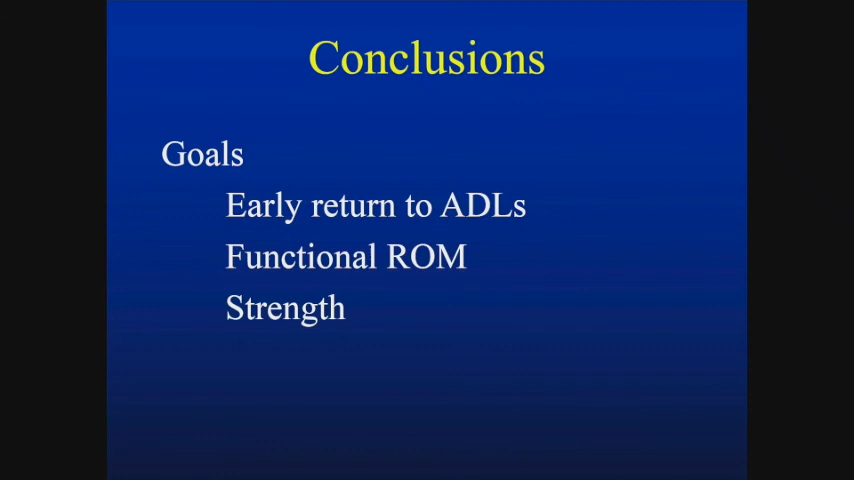 Conclusions
Goals
Early return to ADLs
Functional ROM
Strength